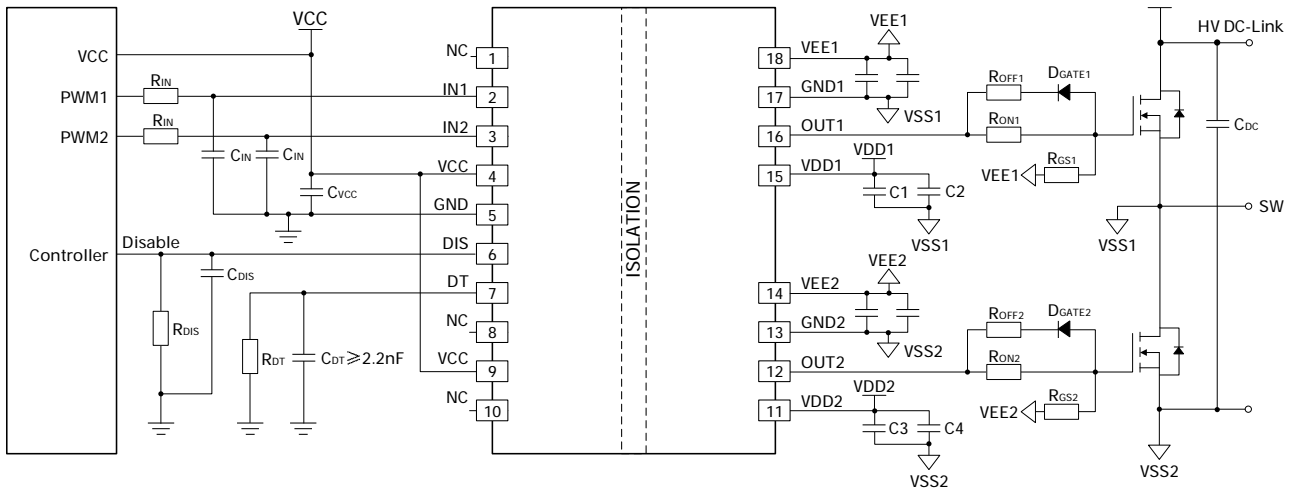 VCC
VCC
PWM1
PWM2
Controller
RIN
RIN
CIN
CIN
CVCC
Disable
CDIS
RDIS
RDT
CDT⩾2.2nF
NC
1
IN1
2
IN2
3
VCC
4
GND
5
DIS
6
DT
7
NC
8
VCC
9
NC
10
ISOLATION
18
VEE1
17
GND1
16
OUT1
15
VDD1
14
VEE2
13
GND2
12
OUT2
11
VDD2
VEE1
VSS1
VDD1
C1
C2
VSS1
VEE2
VSS2
VDD2
C3
C4
VSS2
ROFF1
DGATE1
RON1
RGS1
VEE1
VSS1
ROFF2
DGATE2
RON2
RGS2
VEE2
HV DC-Link
CDC
SW
VSS2